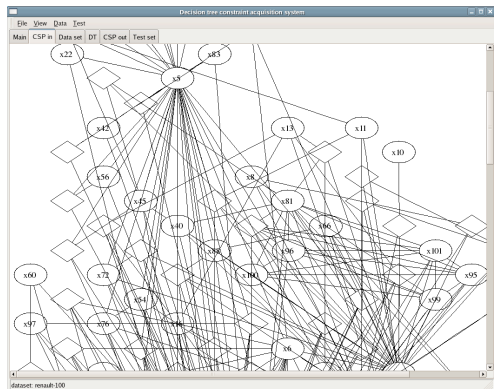 Decision tree constraint acquisition system
File View Data Test
Main CSP in Data set DT CSP out Test set
x22
x83
x5
x42
x13
x11
x10
x56
x8
x45
x81
x40
x66
x96
x101
x60
x72
x100
x95
x54
x99
x97
x76
x6
dataset: renault-100